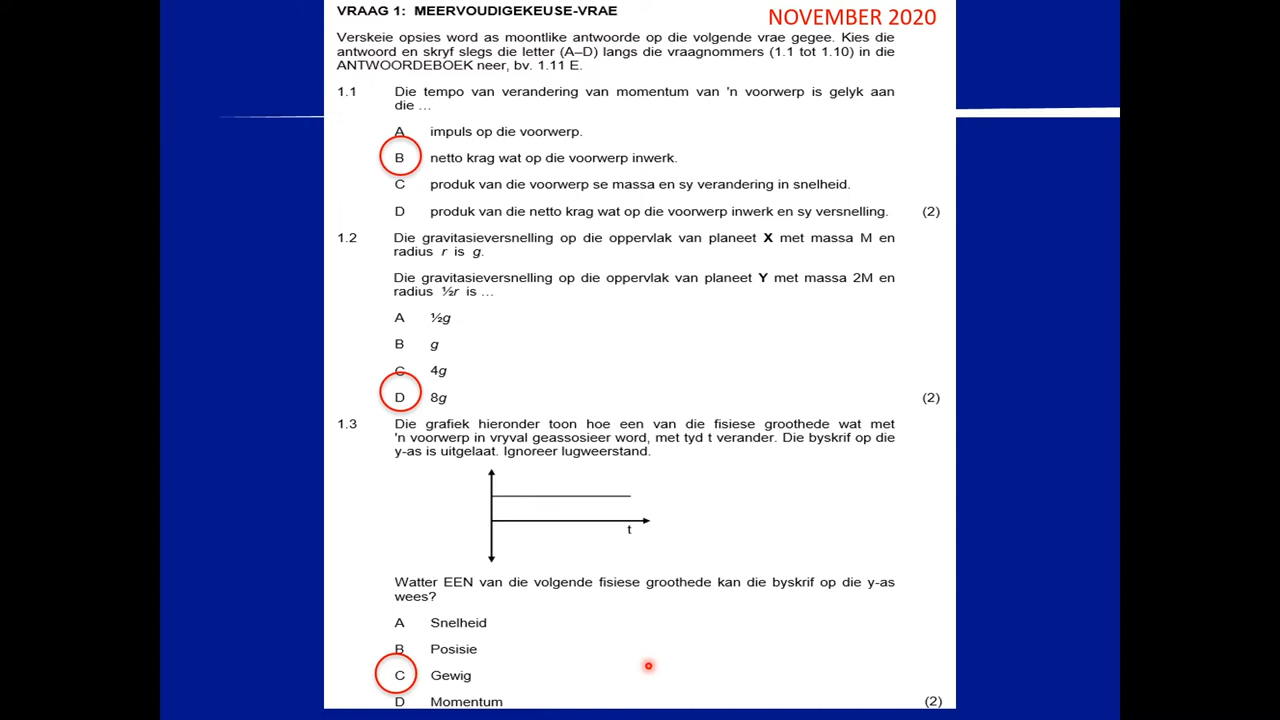 VRAAG 1: MEERVOUDIGEKEUSE-VRAE
NOVEMBER 2020
Verskeie opsies word as moontlike antwoorde op die volgende vrae gegee. Kies die
antwoord en skryf slegs die letter (A–D) langs die vraagnommers (1.1 tot 1.10) in die
ANTWOORDEBOEK neer, bv. 1.11 E.
1.1 Die tempo van verandering van momentum van 'n voorwerp is gelyk aan
die …
A impuls op die voorwerp.
B netto krag wat op die voorwerp inwerk.
C produk van die voorwerp se massa en sy verandering in snelheid.
D produk van die netto krag wat op die voorwerp inwerk en sy versnelling. (2)
1.2 Die gravitasieversnelling op die oppervlak van planeet X met massa M en
radius r is g.
Die gravitasieversnelling op die oppervlak van planeet Y met massa 2M en
radius ½r is …
A ½g
B g
C 4g
D 8g (2)
1.3 Die grafiek hieronder toon hoe een van die fisiese groothede wat met
'n voorwerp in vryval geassosieer word, met tyd t verander. Die byskrif op die
y-as is uitgelaat. Ignoreer lugweerstand.
t
Watter EEN van die volgende fisiese groothede kan die byskrif op die y-as
wees?
A Snelheid
B Posisie
C Gewig
D Momentum (2)